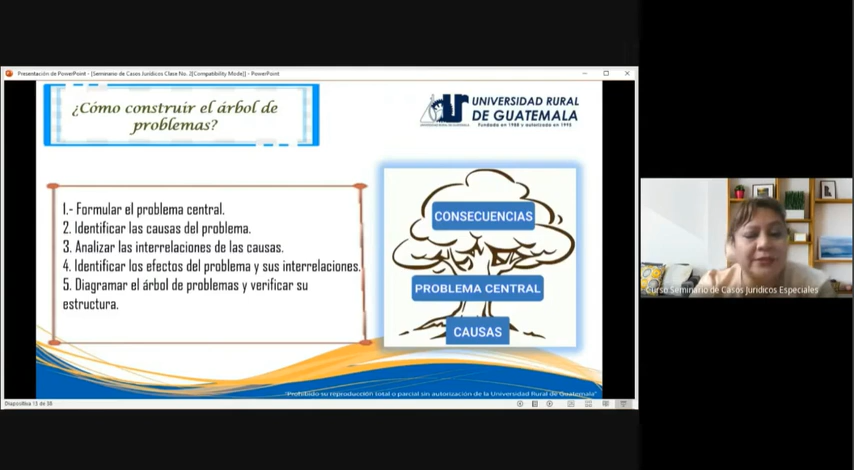 Presentación de PowerPoint - [Seminario de Casos Jurídicos Clase No. 2[Compatibility Mode]] - PowerPoint
¿Cómo construir el árbol de
problemas?
UNIVERSIDAD RURAL
DE GUATEMALA
Fundada en 1988 y autorizada en 1995
1.- Formular el problema central.
2. Identificar las causas del problema.
3. Analizar las interrelaciones de las causas.
4. Identificar los efectos del problema y sus interrelaciones.
5. Diagramar el árbol de problemas y verificar su
estructura.
CONSECUENCIAS
PROBLEMA CENTRAL
CAUSAS
"Prohibido su reproducción total o parcial sin autorización de la Universidad Rural de Guatemala"
Diapositiva 13 de
Curso Seminario de Casos Jurídicos Especiales